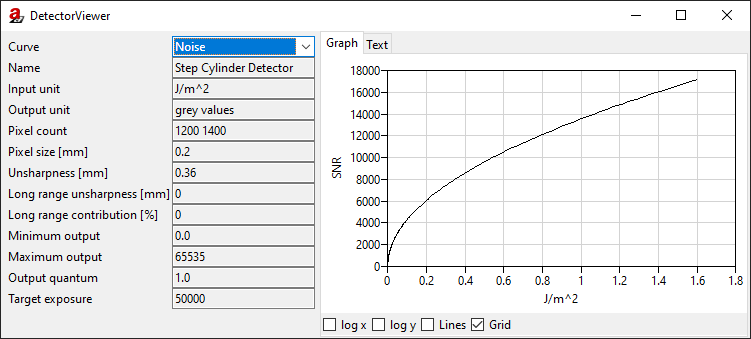 DetectorViewer
Curve Noise
Name Step Cylinder Detector
Input unit J/m^2
Output unit grey values
Pixel count 1200 1400
Pixel size [mm] 0.2
Unsharpness [mm] 0.36
Long range unsharpness [mm] 0
Long range contribution [%] 0
Minimum output 0.0
Maximum output 65535
Output quantum 1.0
Target exposure 50000
Graph Text
18000
16000
14000
12000
10000
8000
6000
4000
2000
0
SNR
0 0.2 0.4 0.6 0.8 1 1.2 1.4 1.6 1.8
J/m^2
log x log y Lines Grid